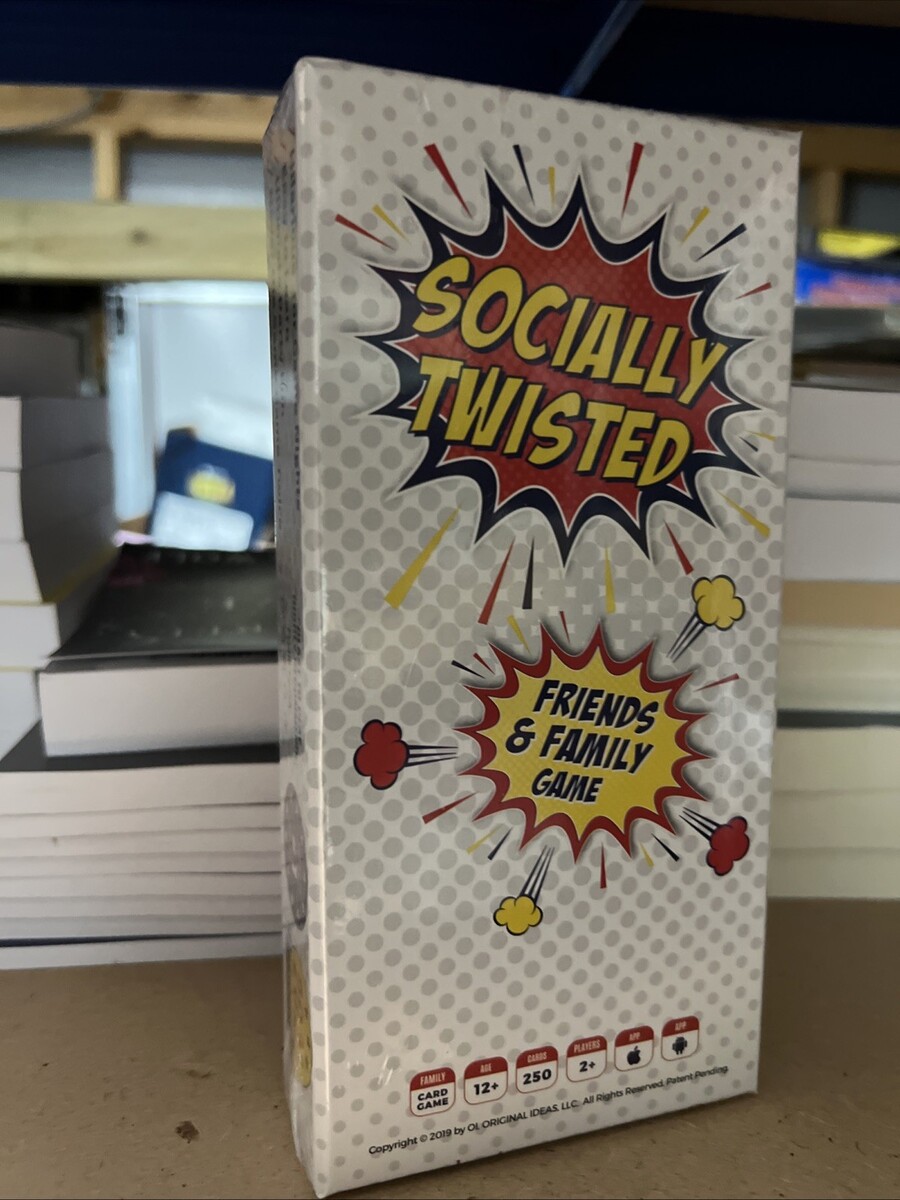 SOCIALLY
TWISTED
FRIENDS
& FAMILY
GAME
FAMILY
CARD
GAME
AGE
12+
CARDS
250
PLAYERS
2+
APP
APP
Copyright © 2019 by OI, ORIGINAL IDEAS, LLC. All Rights Reserved. Patent Pending.